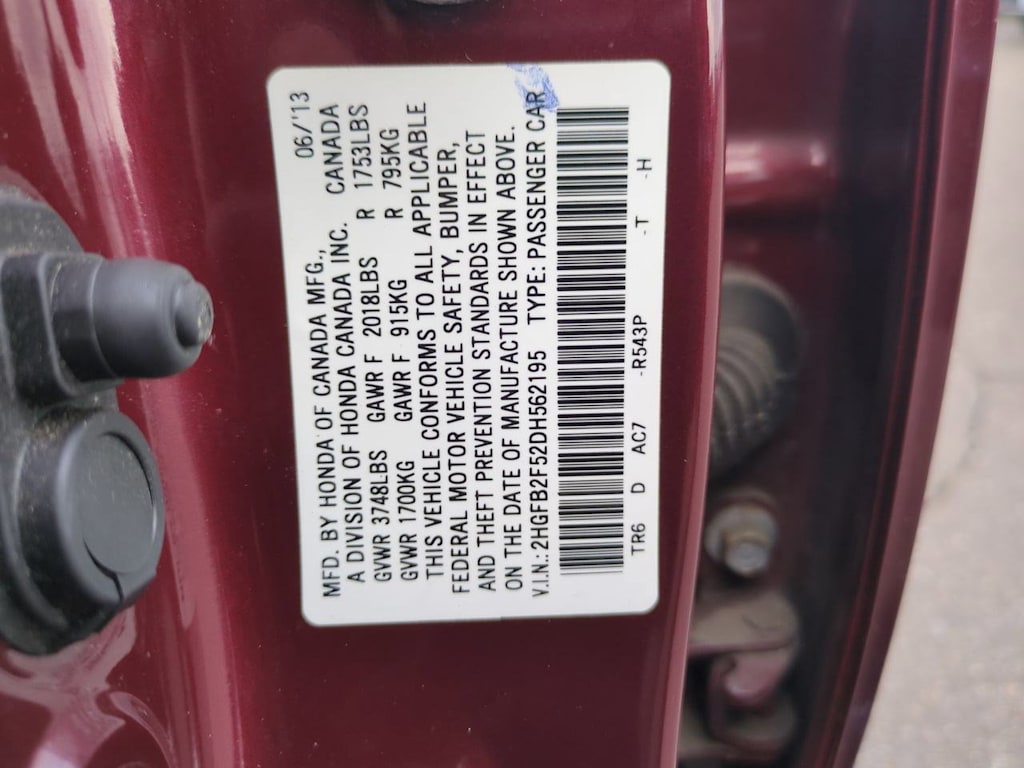 MFD. BY HONDA OF CANADA MFG., 06/'13
A DIVISION OF HONDA CANADA INC. CANADA
GVWR 3748LBS GAWR F 2018LBS R 1753LBS
GVWR 1700KG GAWR F 915KG R 795KG
THIS VEHICLE CONFORMS TO ALL APPLICABLE
FEDERAL MOTOR VEHICLE SAFETY, BUMPER,
AND THEFT PREVENTION STANDARDS IN EFFECT
ON THE DATE OF MANUFACTURE SHOWN ABOVE.
V.I.N.: 2HGFB2F52DH562195 TYPE: PASSENGER CAR
TR6 D AC7 -R543P -T -H